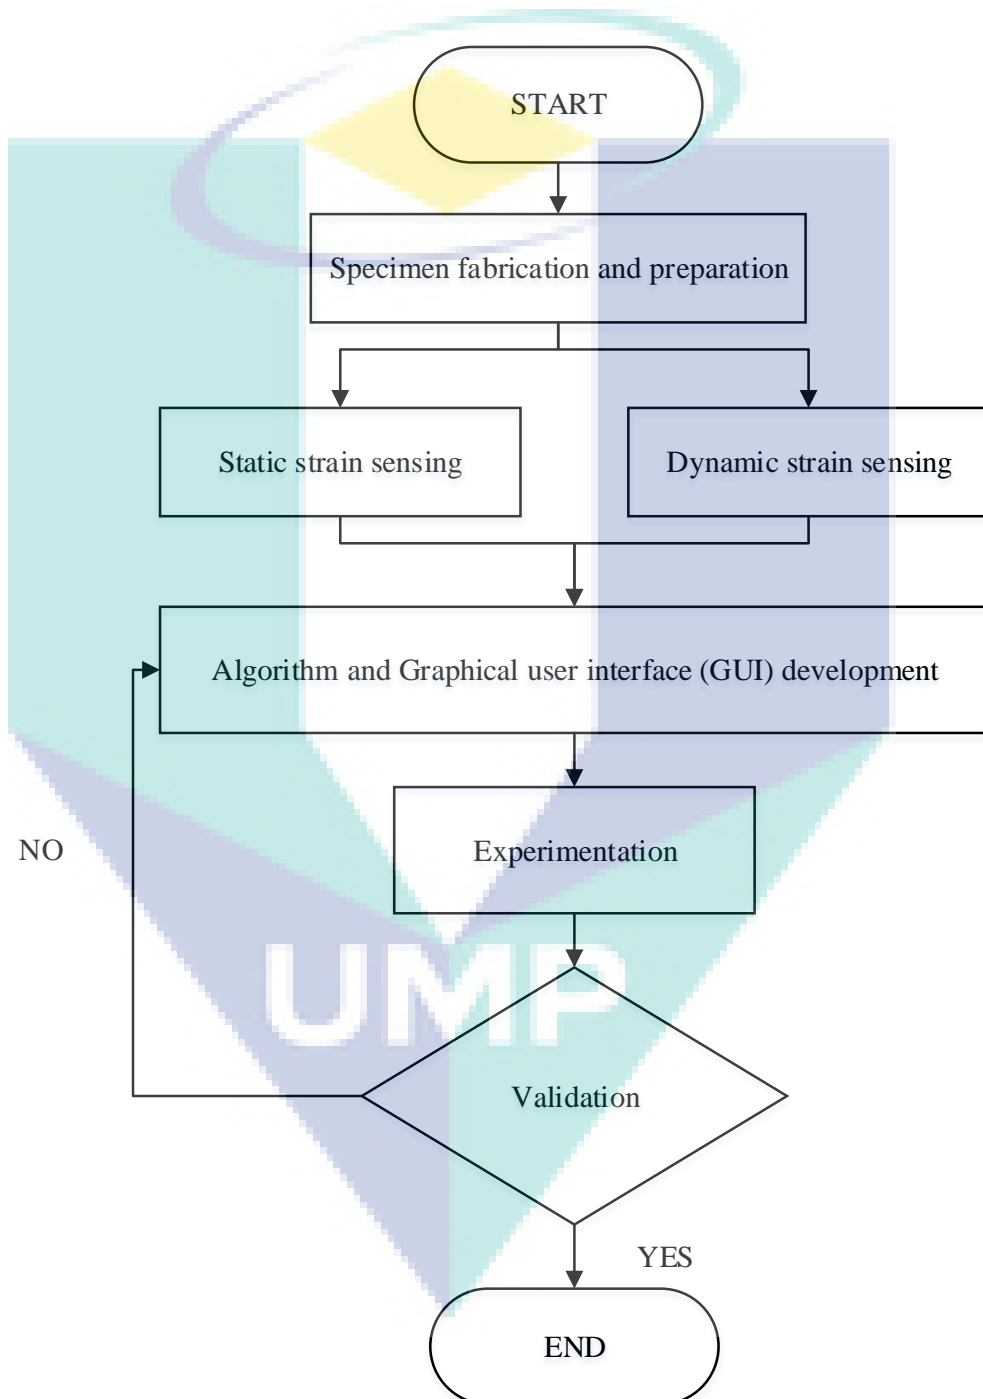 START
Specimen fabrication and preparation
Static strain sensing
Dynamic strain sensing
Algorithm and Graphical user interface (GUI) development
NO
Experimentation
UMP
Validation
YES
END